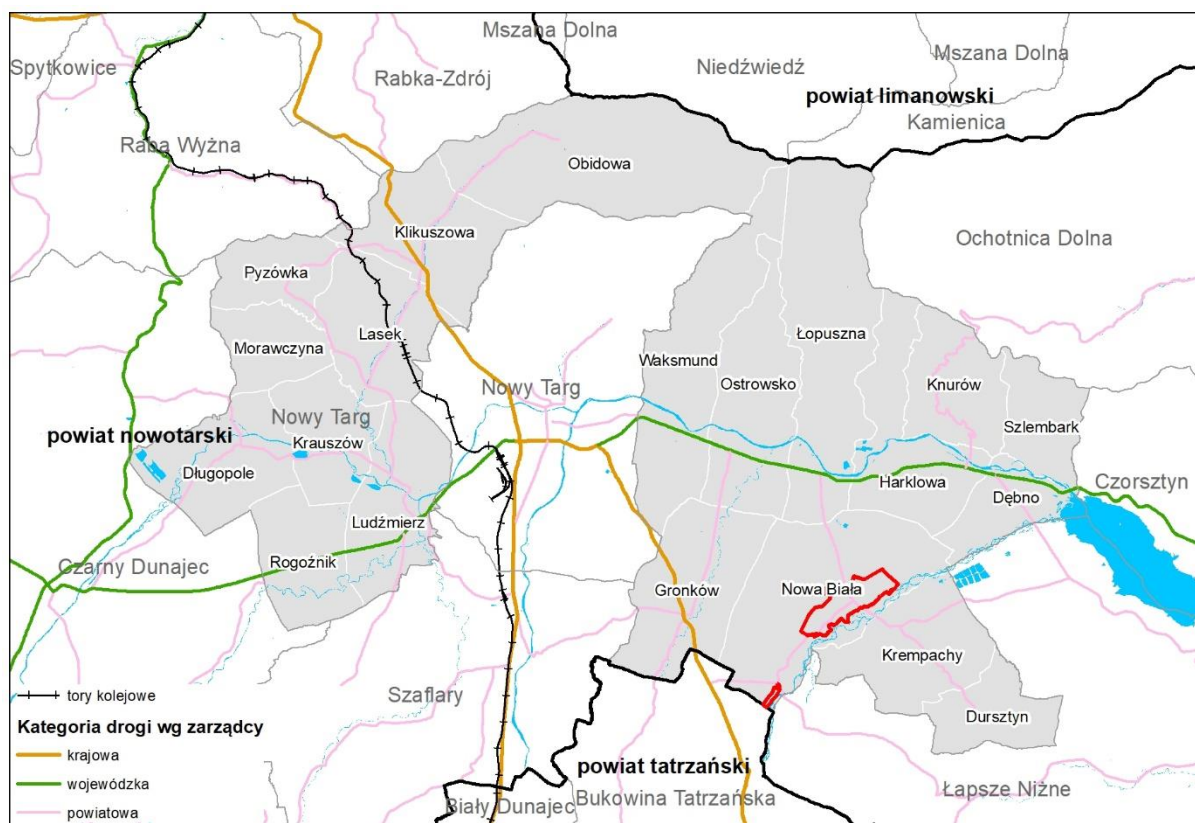 Mszana Dolna
Mszana Dolna
Spytkowice
Rabka-Zdrój
Niedźwiedź
powiat limanowski
Kamienica
Raba Wyżna
Obidowa
Klikuszowa
Ochotnica Dolna
Pyzówka
Lasek
Łopuszna
Morawczyna
Waksmund
Ostrowsko
Nowy Targ
Knurów
Nowy Targ
Szlembark
powiat nowotarski
Krauszów
Długopole
Harklowa
Czorsztyn
Dębno
Ludźmierz
Rogoźnik
Czarny Dunajec
Gronków
Nowa Biała
Krempachy
Szaflary
tory kolejowe
Dursztyn
Kategoria drogi wg zarządcy
krajowa
powiat tatrzański
wojewódzka
Łapsze Niżne
Biały Dunajec
Bukowina Tatrzańska
powiatowa